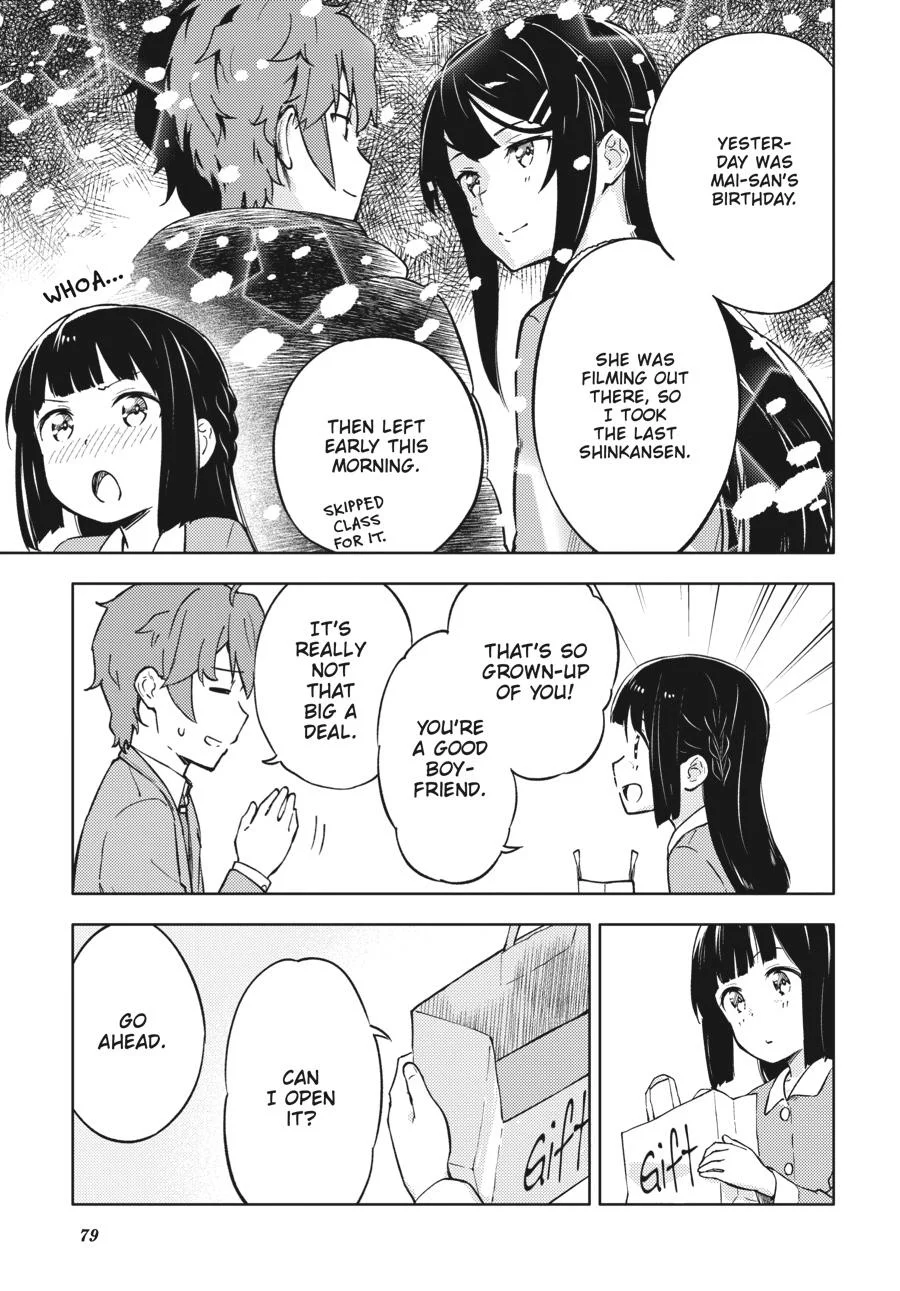 YESTER-
DAY WAS
MAI-SAN'S
BIRTHDAY.
SHE WAS
FILMING OUT
THERE, SO
I TOOK
THE LAST
SHINKANSEN.
THEN LEFT
EARLY THIS
MORNING.
SKIPPED
CLASS
FOR IT.
WHOA...
THAT'S SO
GROWN-UP
OF YOU!
YOU'RE
A GOOD
BOY-
FRIEND.
IT'S
REALLY
NOT
THAT
BIG A
DEAL.
Gift
Gift
CAN
I OPEN
IT?
GO
AHEAD.
79